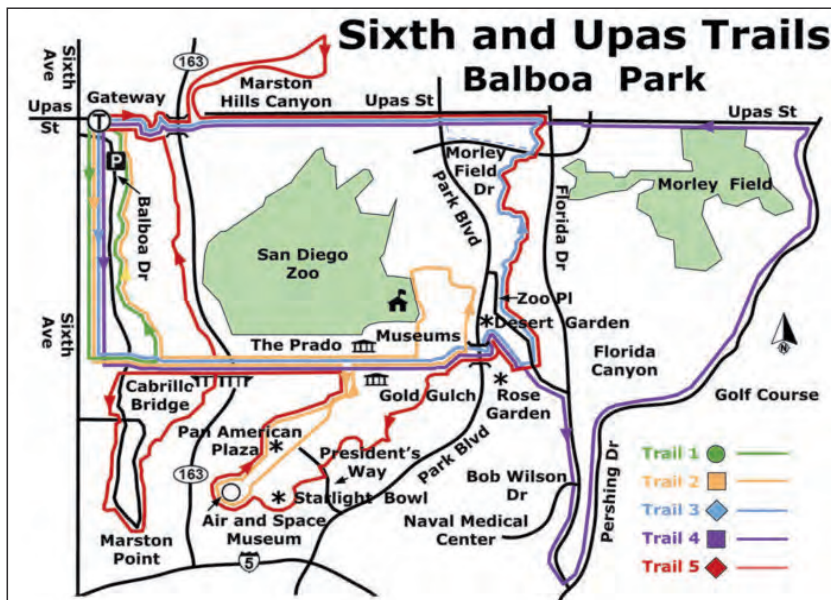 Sixth and Upas Trails
Balboa Park
Sixth
Ave
163
Marston
Hills Canyon
Gateway
Upas
St
T
Upas St
Upas St
P
Balboa Dr
Morley
Field
Dr
Park Blvd
Florida Dr
Morley Field
San Diego
Zoo
Zoo Pl
Desert Garden
Museums
The Prado
Sixth
Ave
Florida
Canyon
N
Cabrillo
Bridge
Gold Gulch
Rose
Garden
Golf Course
Pan American
Plaza
President's
Way
Park Blvd
163
Starlight Bowl
Air and Space
Museum
Marston
Point
5
Bob Wilson
Dr
Naval Medical
Center
Pershing Dr
Trail 1
Trail 2
Trail 3
Trail 4
Trail 5